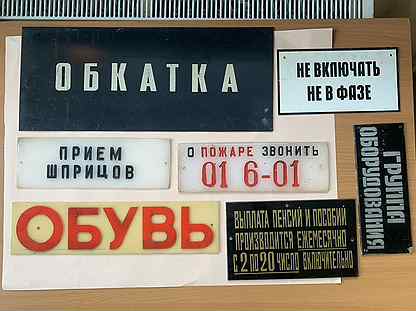 ОБКАТКА
НЕ ВКЛЮЧАТЬ
НЕ В ФАЗЕ
ПРИЕМ
ШПРИЦОВ
О ПОЖАРЕ ЗВОНИТЬ
01 6-01
ГРУППА
ОБОРУДОВАНИЯ
ОБУВЬ
ВЫПЛАТА ПЕНСИЙ И ПОСОБИЙ
ПРОИЗВОДИТСЯ ЕЖЕМЕСЯЧНО
С 2 ПО 20 ЧИСЛО ВКЛЮЧИТЕЛЬНО